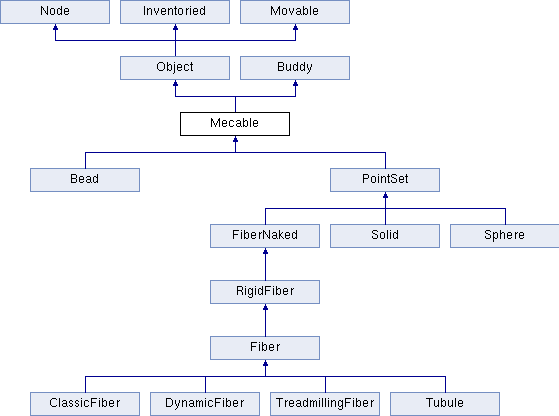 Node Inventoried Movable
Object Buddy
Mecable
Bead PointSet
FiberNaked Solid Sphere
RigidFiber
Fiber
ClassicFiber DynamicFiber TreadmillingFiber Tubule